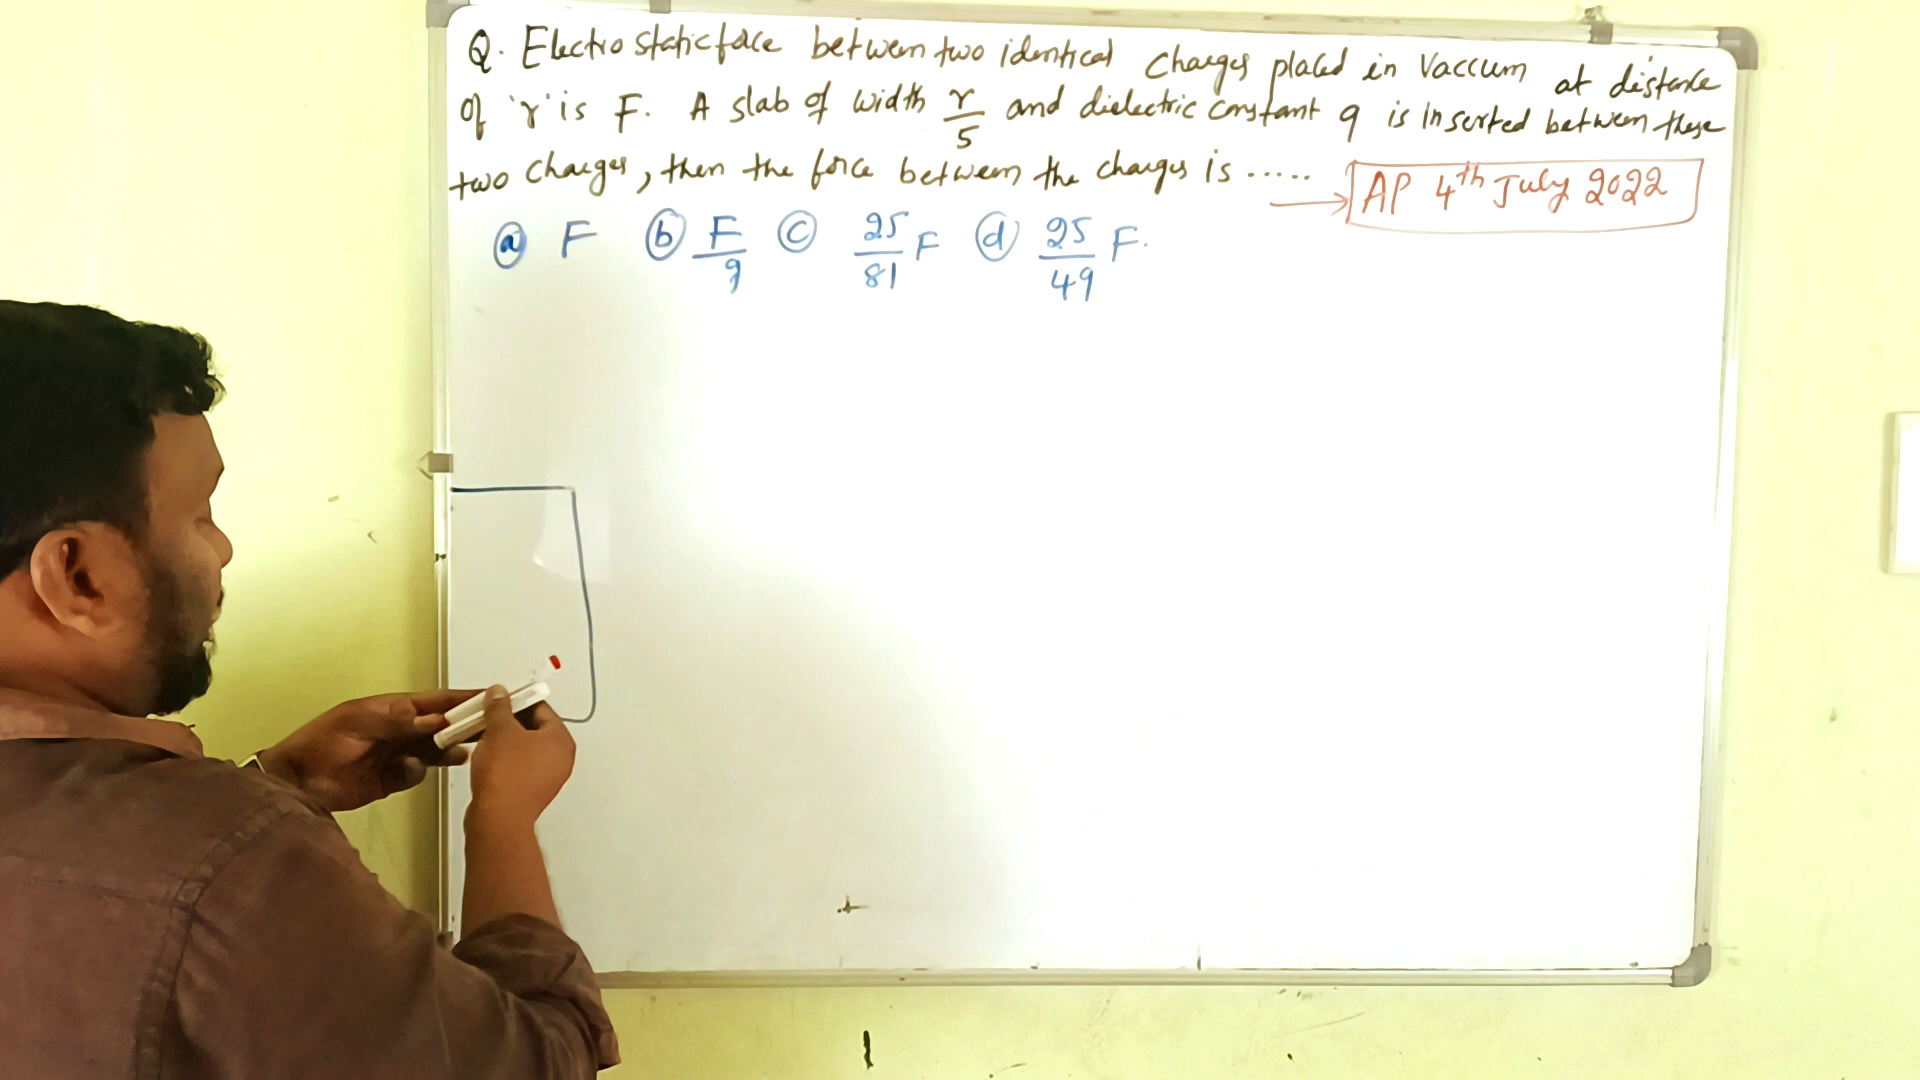 Q. Electrostatic force between two identical charges placed in Vaccum at distance
of 'r' is F. A slab of width r/5 and dielectric constant 9 is Inserted between these
two charges, then the force between the charges is .....
AP 4th July 2022
(a) F (b) F/9 (c) 25/81 F (d) 25/49 F.